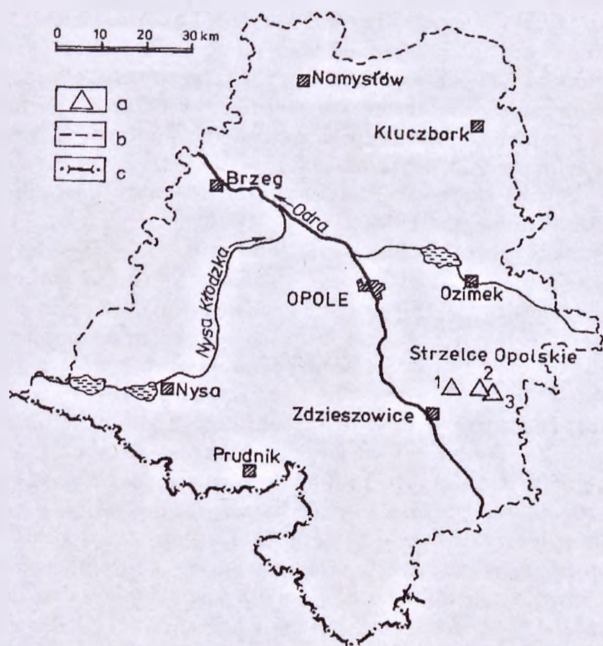 0 10 20 30 km
a
b
c
Namysłów
Kluczbork
Brzeg
Odra
Nysa Kłodzka
OPOLE
Ozimek
Strzelce Opolskie
1 2 3
Nysa
Zdzieszowice
Prudnik